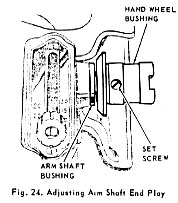 HAND WHEEL
BUSHING
SET
SCREW
ARM SHAFT
BUSHING
Fig. 24. Adjusting Arm Shaft End Play